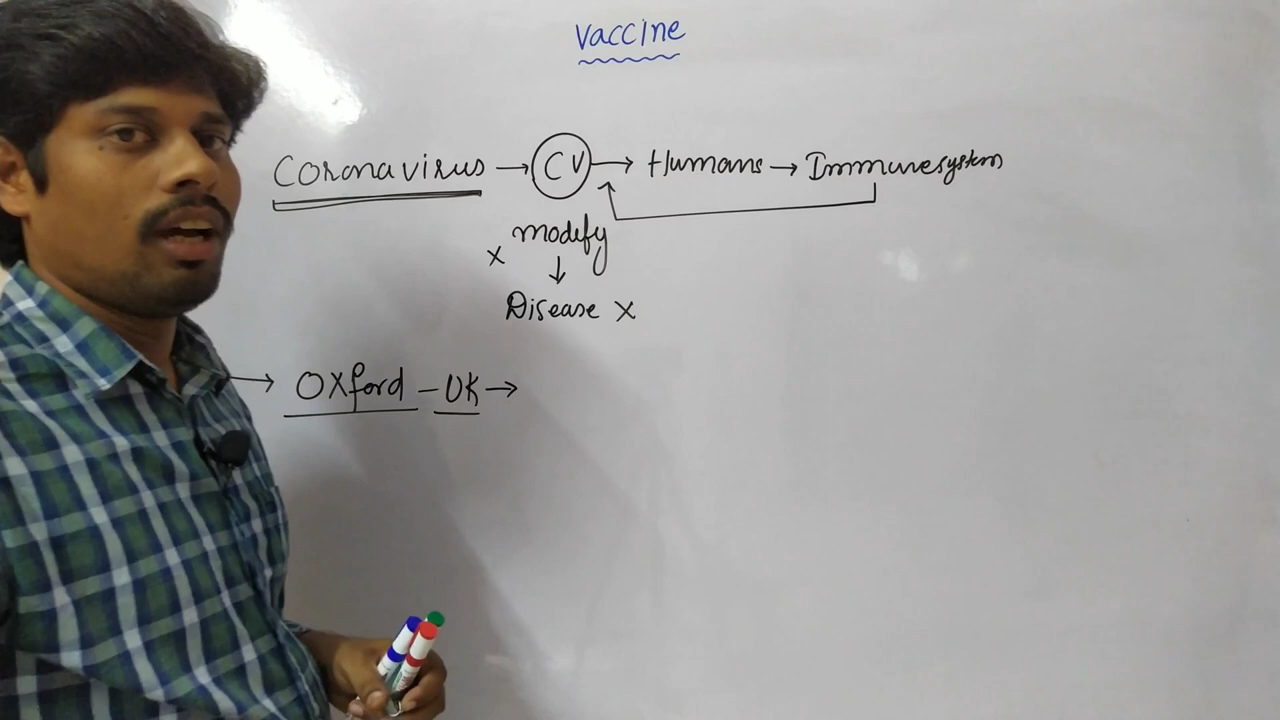 Vaccine
Coronavirus → CV → Humans → Immunesystem
modify
x
↓
Disease x
→ Oxford - UK →